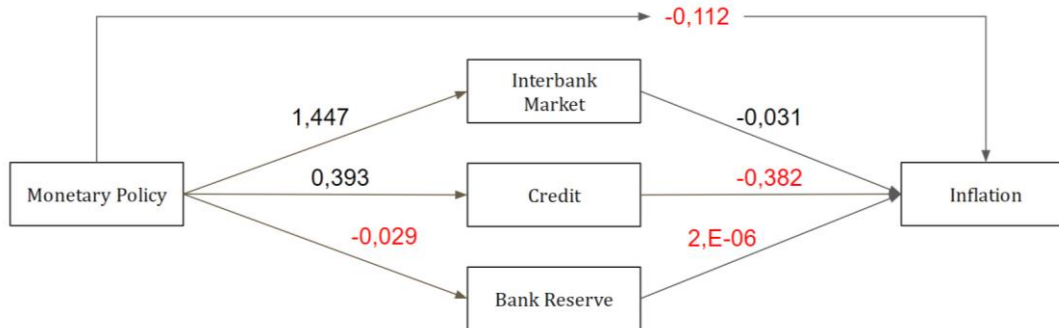 -0,112
Interbank
Market
1,447
-0,031
Monetary Policy
0,393
Credit
-0,382
Inflation
-0,029
2,E-06
Bank Reserve